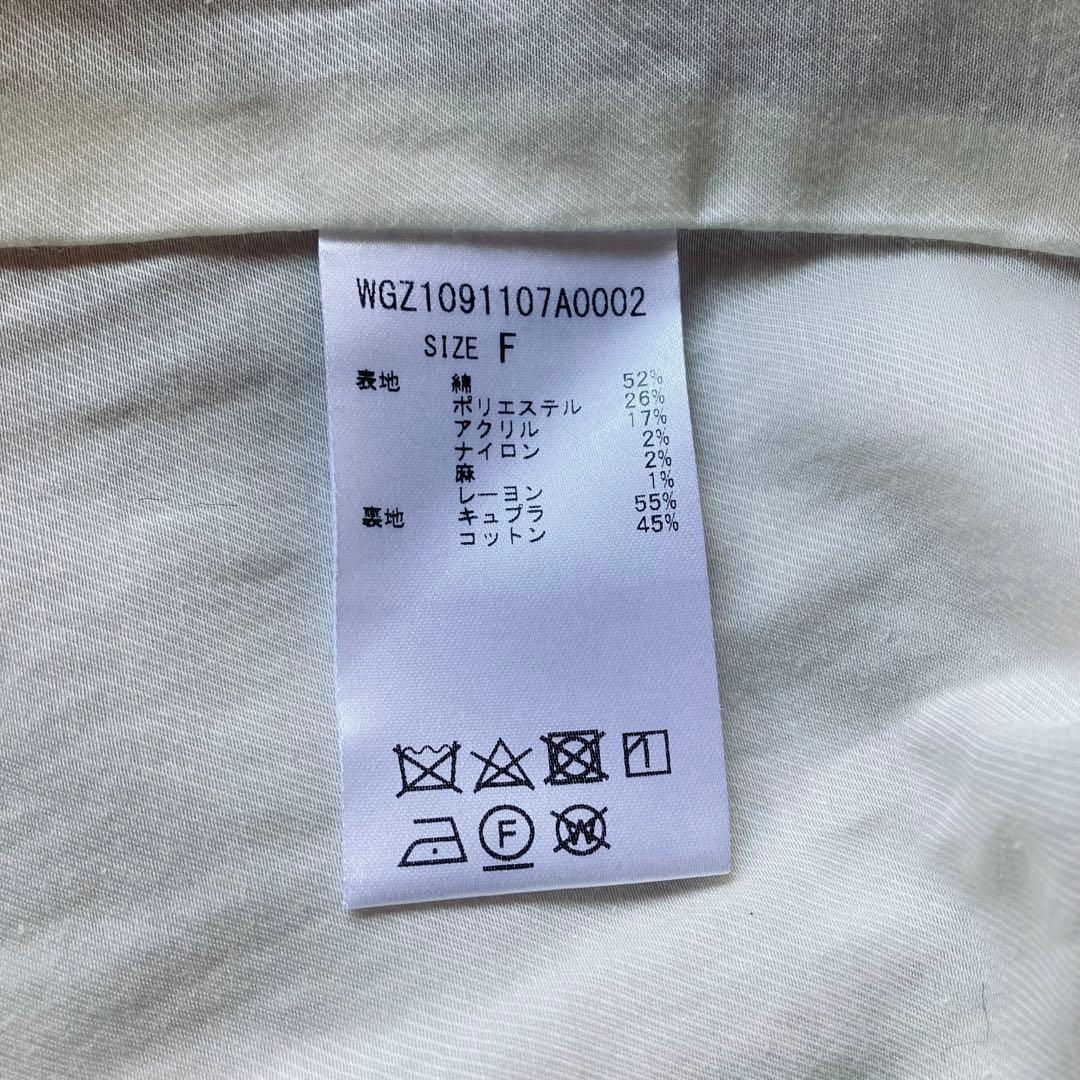 WGZ1091107A0002
SIZE F
表地 綿 52%
ポリエステル 26%
アクリル 17%
ナイロン 2%
麻 2%
レーヨン 1%
裏地 キュプラ 55%
コットン 45%
F W